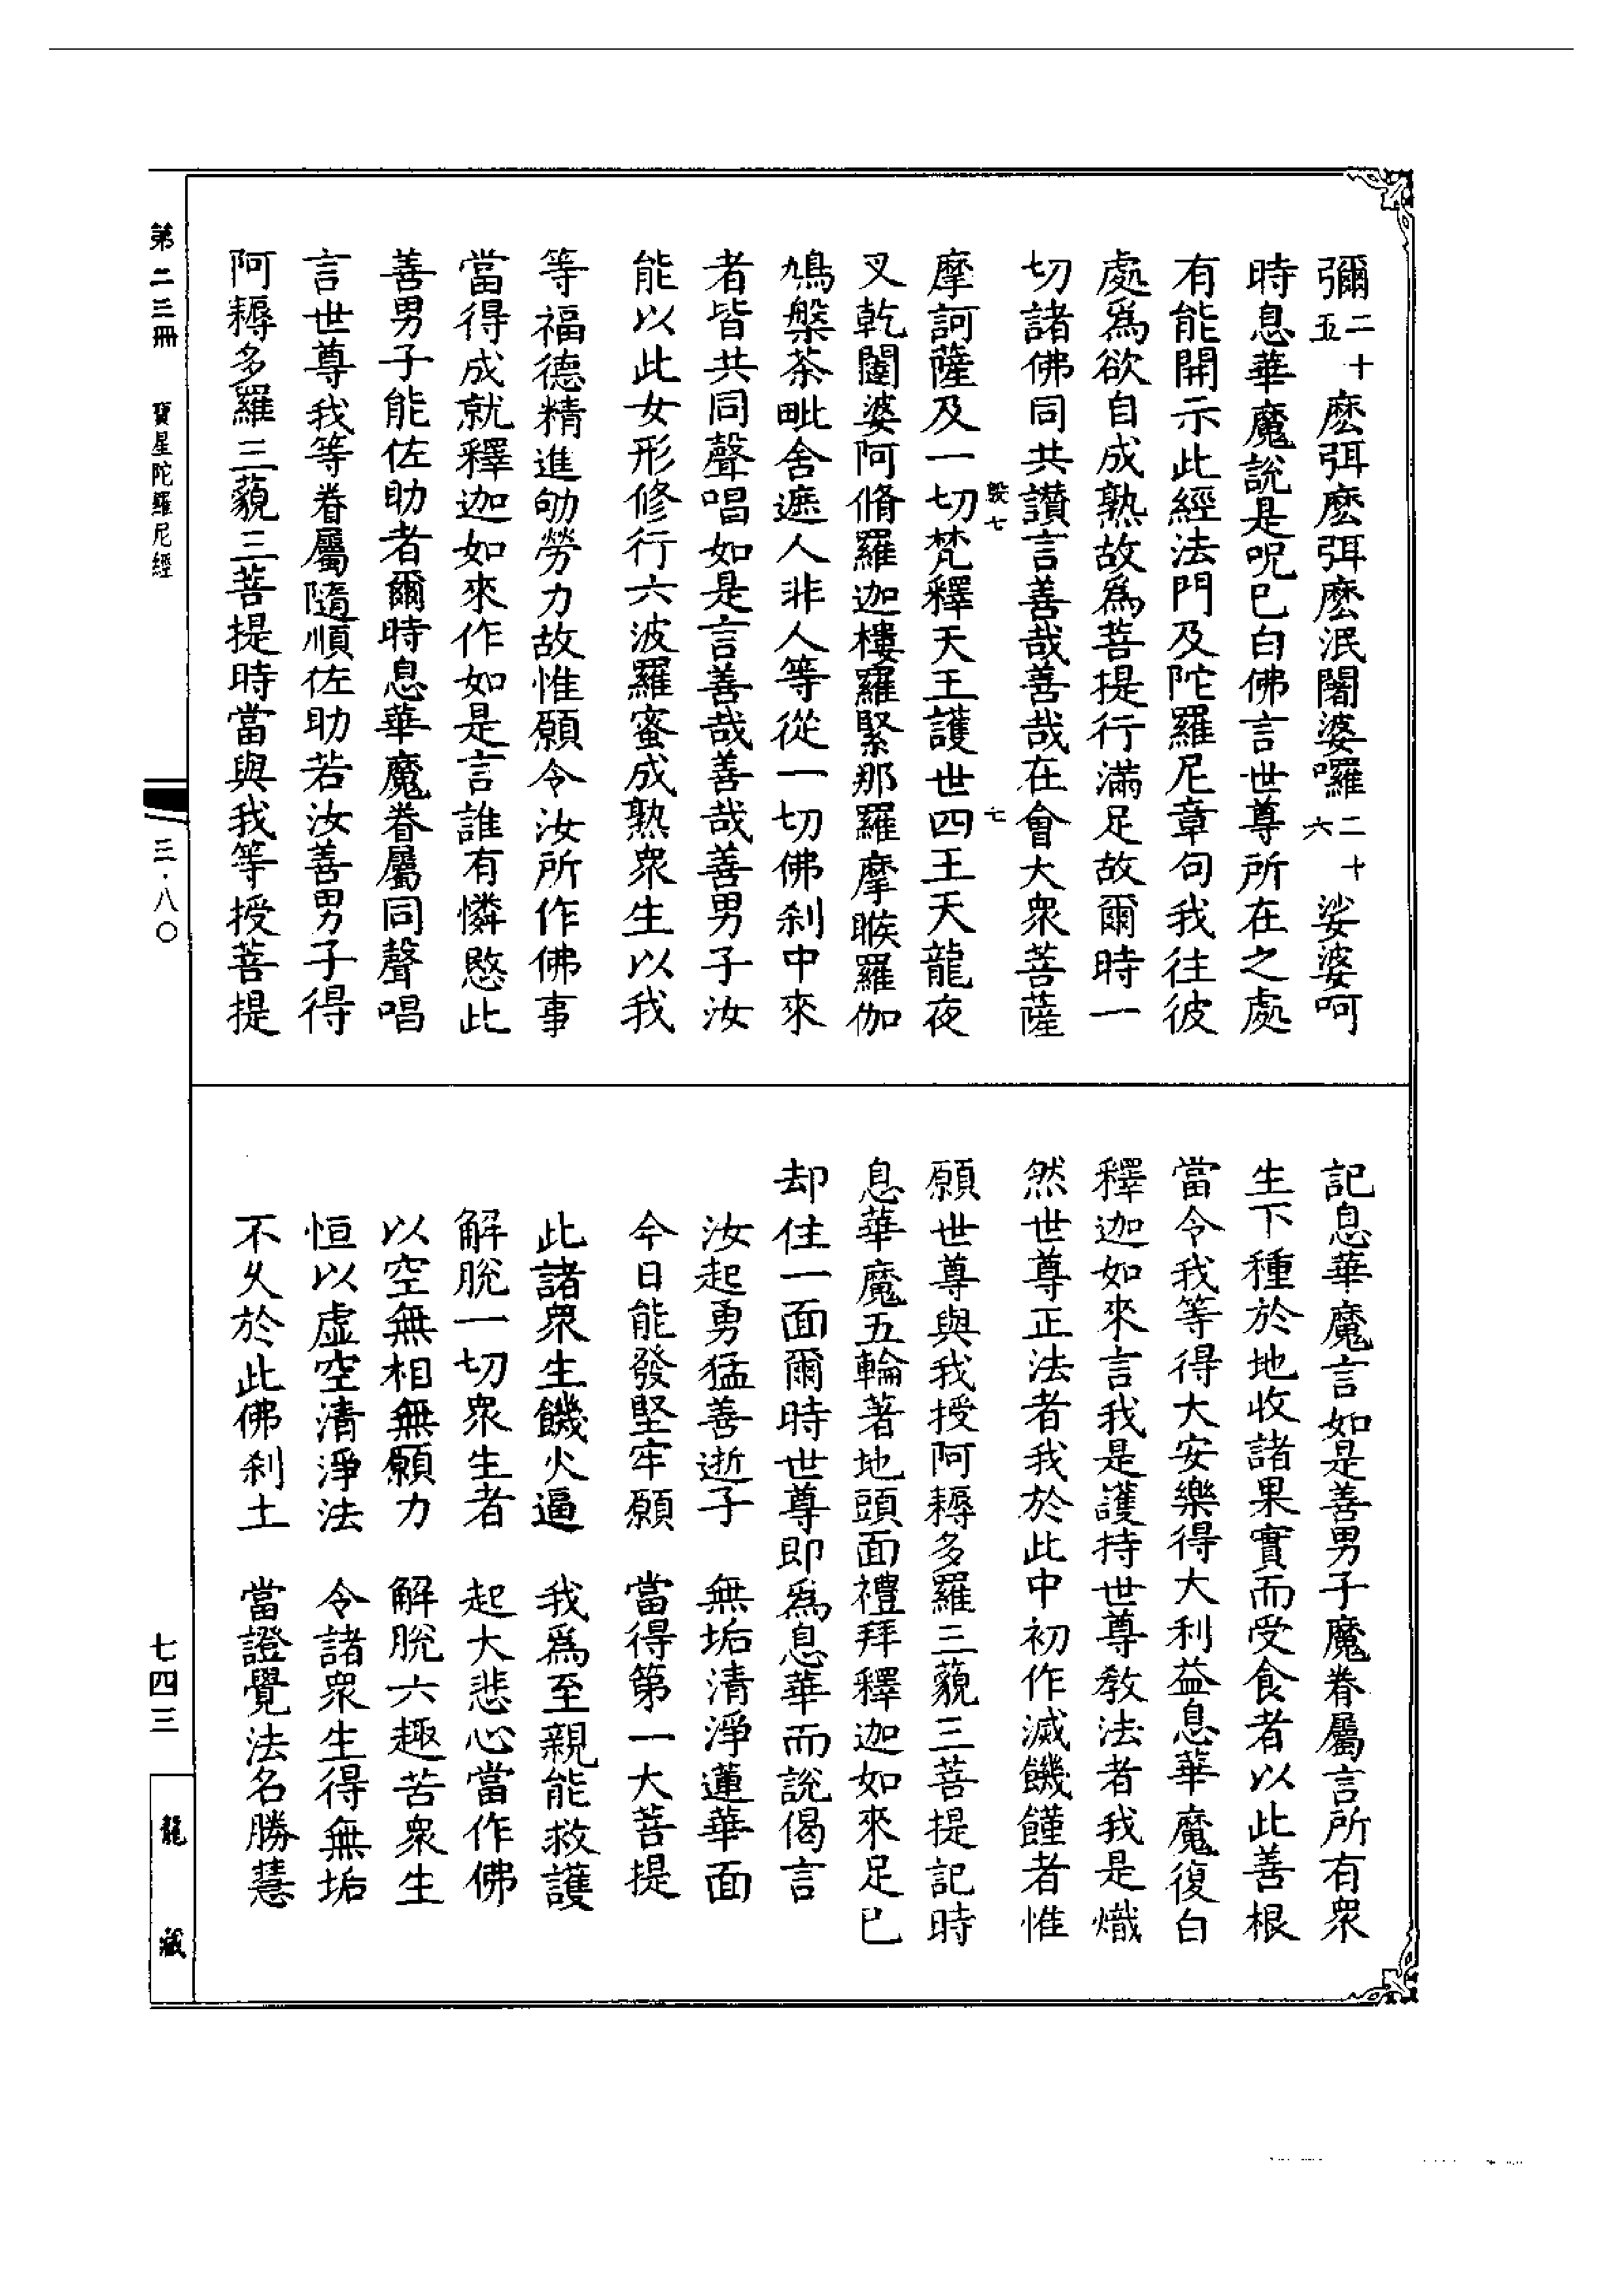 彌二十五麽弭麽弭麽泯闍婆囉二十六娑婆呵
時息華魔說是呪已白佛言世尊所在之處
有能開示此經法門及陀羅尼章句我往彼
處爲欲自成熟故爲菩提行滿足故爾時一
切諸佛同共讃言善哉善哉在會大衆菩薩
摩訶薩及一切梵釋天王護世四王天龍夜
叉乾闥婆阿脩羅迦樓羅緊那羅摩睺羅伽
鳩槃茶毗舍遮人非人等從一切佛刹中來
者皆共同聲唱如是言善哉善哉善男子汝
能以此女形修行六波羅蜜成熟衆生以我
等福德精進劬勞力故惟願令汝所作佛事
當得成就釋迦如來作如是言誰有憐愍此
善男子能佐助者爾時息華魔眷屬同聲唱
言世尊我等眷屬隨順佐助若汝善男子得
阿耨多羅三藐三菩提時當與我等授菩提
記息華魔言如是善男子魔眷屬言所有衆
生下種於地收諸果實而受食者以此善根
當令我等得大安樂得大利益息華魔復白
釋迦如來言我是護持世尊教法者我是熾
然世尊正法者我於此中初作滅饑饉者惟
願世尊與我授阿耨多羅三藐三菩提記時
息華魔五輪著地頭面禮拜釋迦如來足已
却住一面爾時世尊即爲息華而說偈言
汝起勇猛善逝子　無垢清淨蓮華面
今日能發堅牢願　當得第一大菩提
此諸衆生饑火逼　我爲至親能救護
解脫一切衆生者　起大悲心當作佛
以空無相無願力　解脫六趣苦衆生
恒以虛空清淨法　令諸衆生得無垢
不久於此佛刹土　當證覺法名勝慧
第二三冊　寶星陀羅尼經
三·八〇
七四三
龍藏